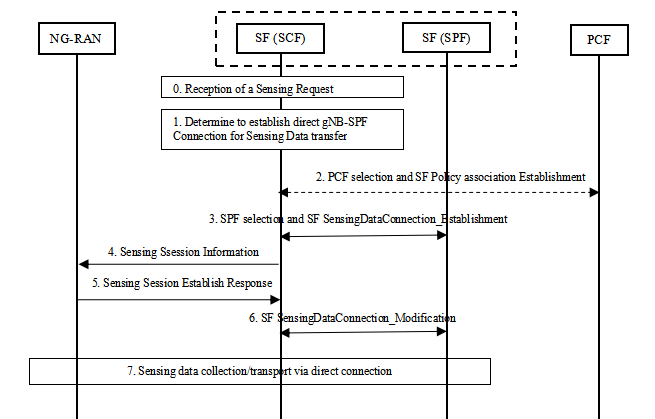 NG-RAN
SF (SCF)
SF (SPF)
PCF
0. Reception of a Sensing Request
1. Determine to establish direct gNB-SPF
Connection for Sensing Data transfer
2. PCF selection and SF Policy association Establishment
3. SPF selection and SF SensingDataConnection_Establishment
4. Sensing Ssession Information
5. Sensing Session Establish Response
6. SF SensingDataConnection_Modification
7. Sensing data collection/transport via direct connection